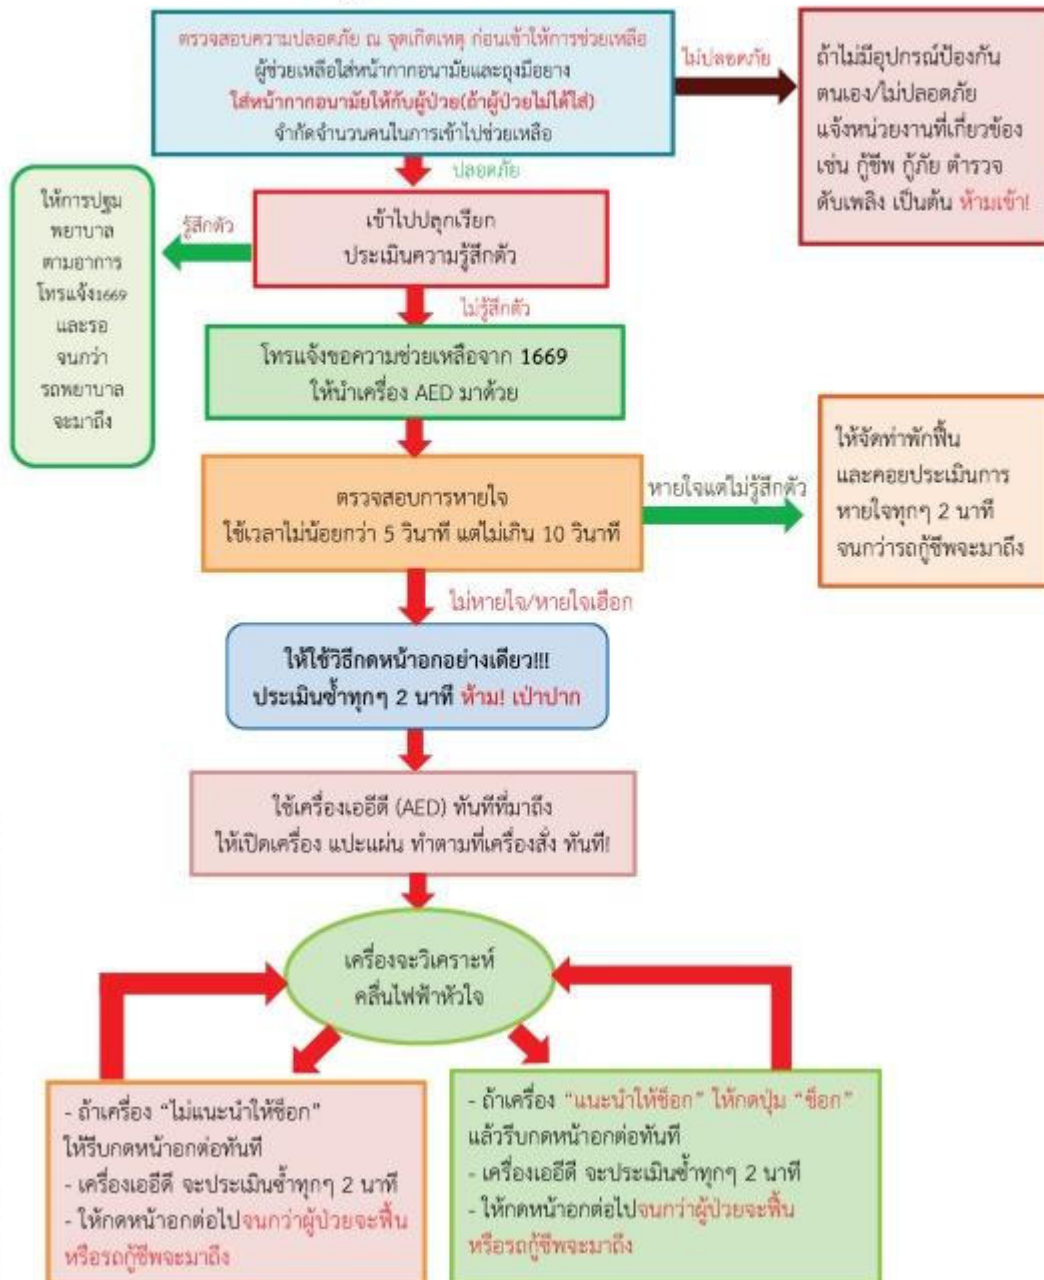 ตรวจสอบความปลอดภัย ณ จุดเกิดเหตุ ก่อนเข้าให้การช่วยเหลือ
ผู้ช่วยเหลือใส่หน้ากากอนามัยและถุงมือยาง
ใส่หน้ากากอนามัยให้กับผู้ป่วย(ถ้าผู้ป่วยไม่ได้ใส่)
จำกัดจำนวนคนในการเข้าไปช่วยเหลือ
ไม่ปลอดภัย
ถ้าไม่มีอุปกรณ์ป้องกัน
ตนเอง/ไม่ปลอดภัย
แจ้งหน่วยงานที่เกี่ยวข้อง
เช่น กู้ชีพ กู้ภัย ตำรวจ
ดับเพลิง เป็นต้น ห้ามเข้า!
ปลอดภัย
เข้าไปปลุกเรียก
ประเมินความรู้สึกตัว
รู้สึกตัว
ให้การปฐม
พยาบาล
ตามอาการ
โทรแจ้ง1669
และรอ
จนกว่า
รถพยาบาล
จะมาถึง
ไม่รู้สึกตัว
โทรแจ้งขอความช่วยเหลือจาก 1669
ให้นำเครื่อง AED มาด้วย
ตรวจสอบการหายใจ
ใช้เวลาไม่น้อยกว่า 5 วินาที แต่ไม่เกิน 10 วินาที
หายใจแต่ไม่รู้สึกตัว
ให้จัดท่าพักฟื้น
และคอยประเมินการ
หายใจทุกๆ 2 นาที
จนกว่ารถกู้ชีพจะมาถึง
ไม่หายใจ/หายใจเฮือก
ให้ใช้วิธีกดหน้าอกอย่างเดียว!!!
ประเมินซ้ำทุกๆ 2 นาที ห้าม! เป่าปาก
ใช้เครื่องเออีดี (AED) ทันทีที่มาถึง
ให้เปิดเครื่อง แปะแผ่น ทำตามที่เครื่องสั่ง ทันที!
เครื่องจะวิเคราะห์
คลื่นไฟฟ้าหัวใจ
- ถ้าเครื่อง “ไม่แนะนำให้ช็อก”
ให้รีบกดหน้าอกต่อทันที
- เครื่องเออีดี จะประเมินซ้ำทุกๆ 2 นาที
- ให้กดหน้าอกต่อไปจนกว่าผู้ป่วยจะฟื้น
หรือรถกู้ชีพจะมาถึง
- ถ้าเครื่อง “แนะนำให้ช็อก” ให้กดปุ่ม “ช็อก”
แล้วรีบกดหน้าอกต่อทันที
- เครื่องเออีดี จะประเมินซ้ำทุกๆ 2 นาที
- ให้กดหน้าอกต่อไปจนกว่าผู้ป่วยจะฟื้น
หรือรถกู้ชีพจะมาถึง